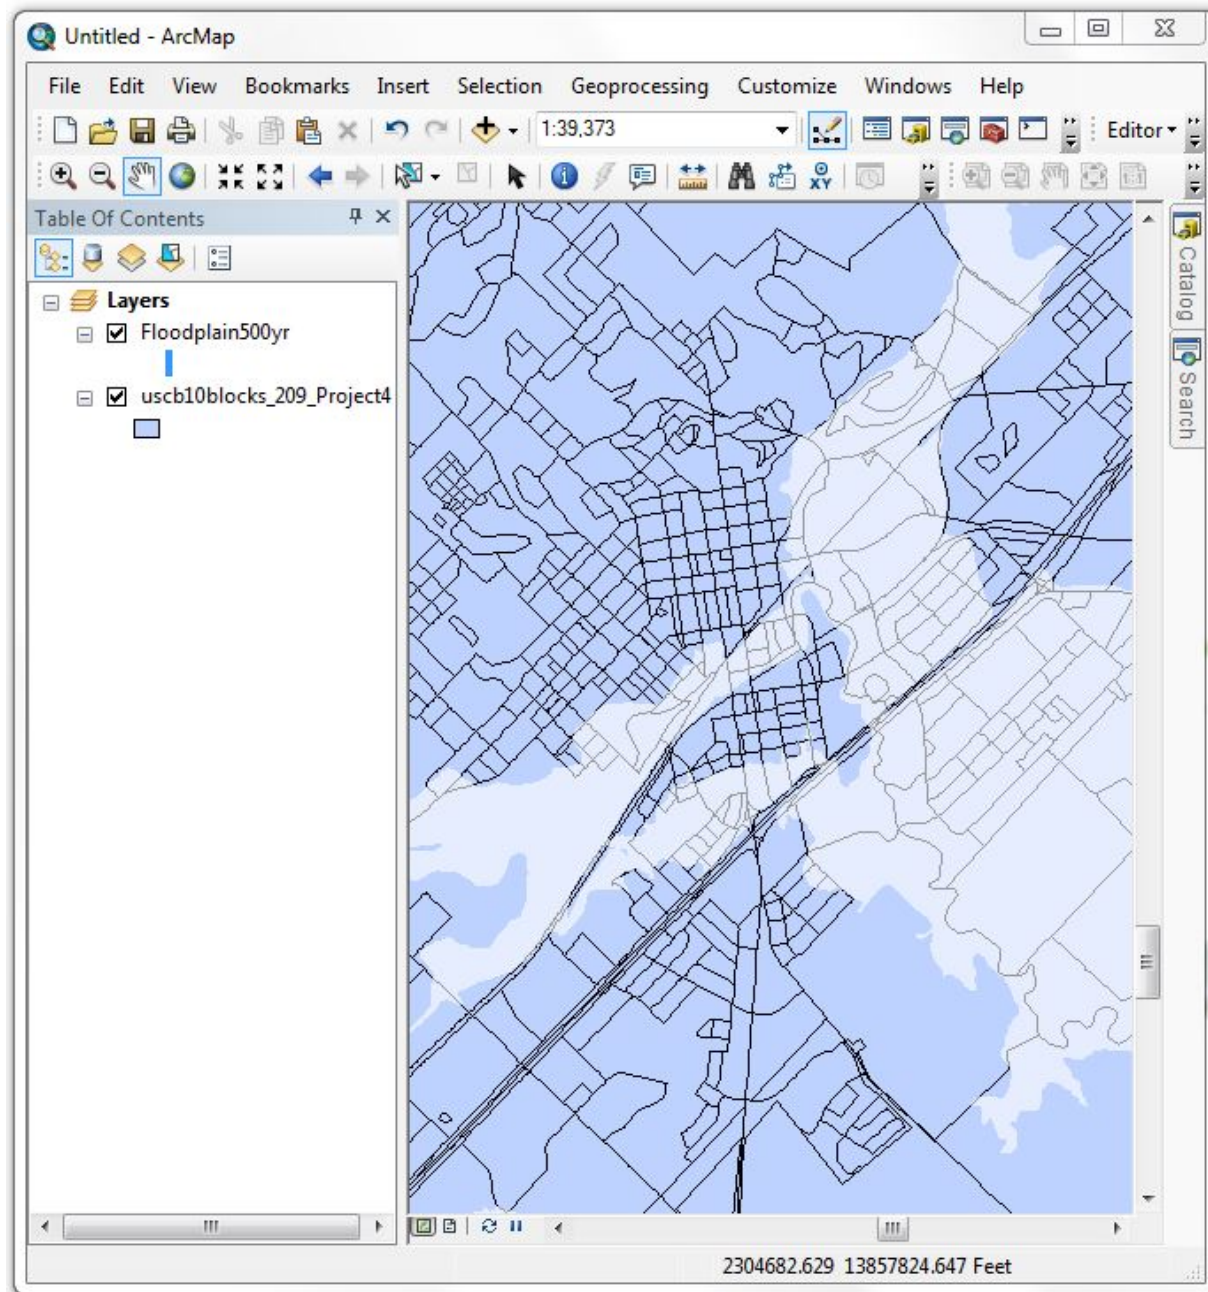 Untitled - ArcMap
File Edit View Bookmarks Insert Selection Geoprocessing Customize Windows Help
1:39,373
Editor
XY
Table Of Contents
Layers
Floodplain500yr
uscb10blocks_209_Project4
Catalog
Search
2304682.629 13857824.647 Feet